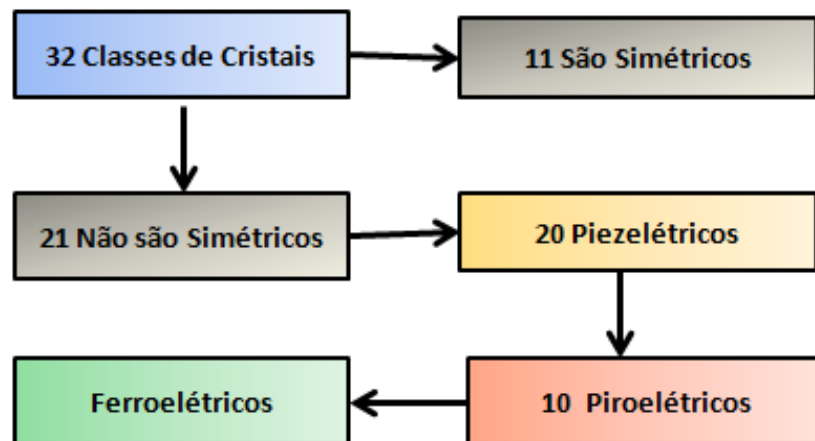 32 Classes de Cristais
11 São Simétricos
21 Não são Simétricos
20 Piezelétricos
Ferroelétricos
10 Piroelétricos